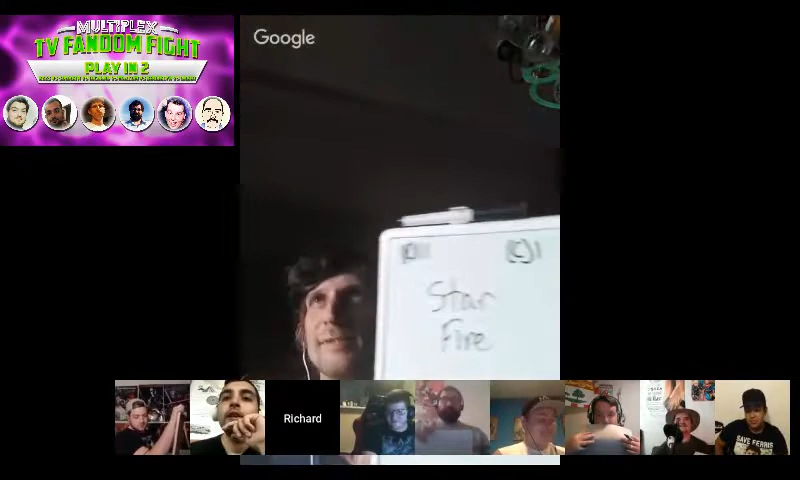 MULTIPLEX
TV FANDOM FIGHT
PLAY IN 2
Google
Star
Fire
Richard
SAVE FERRIS